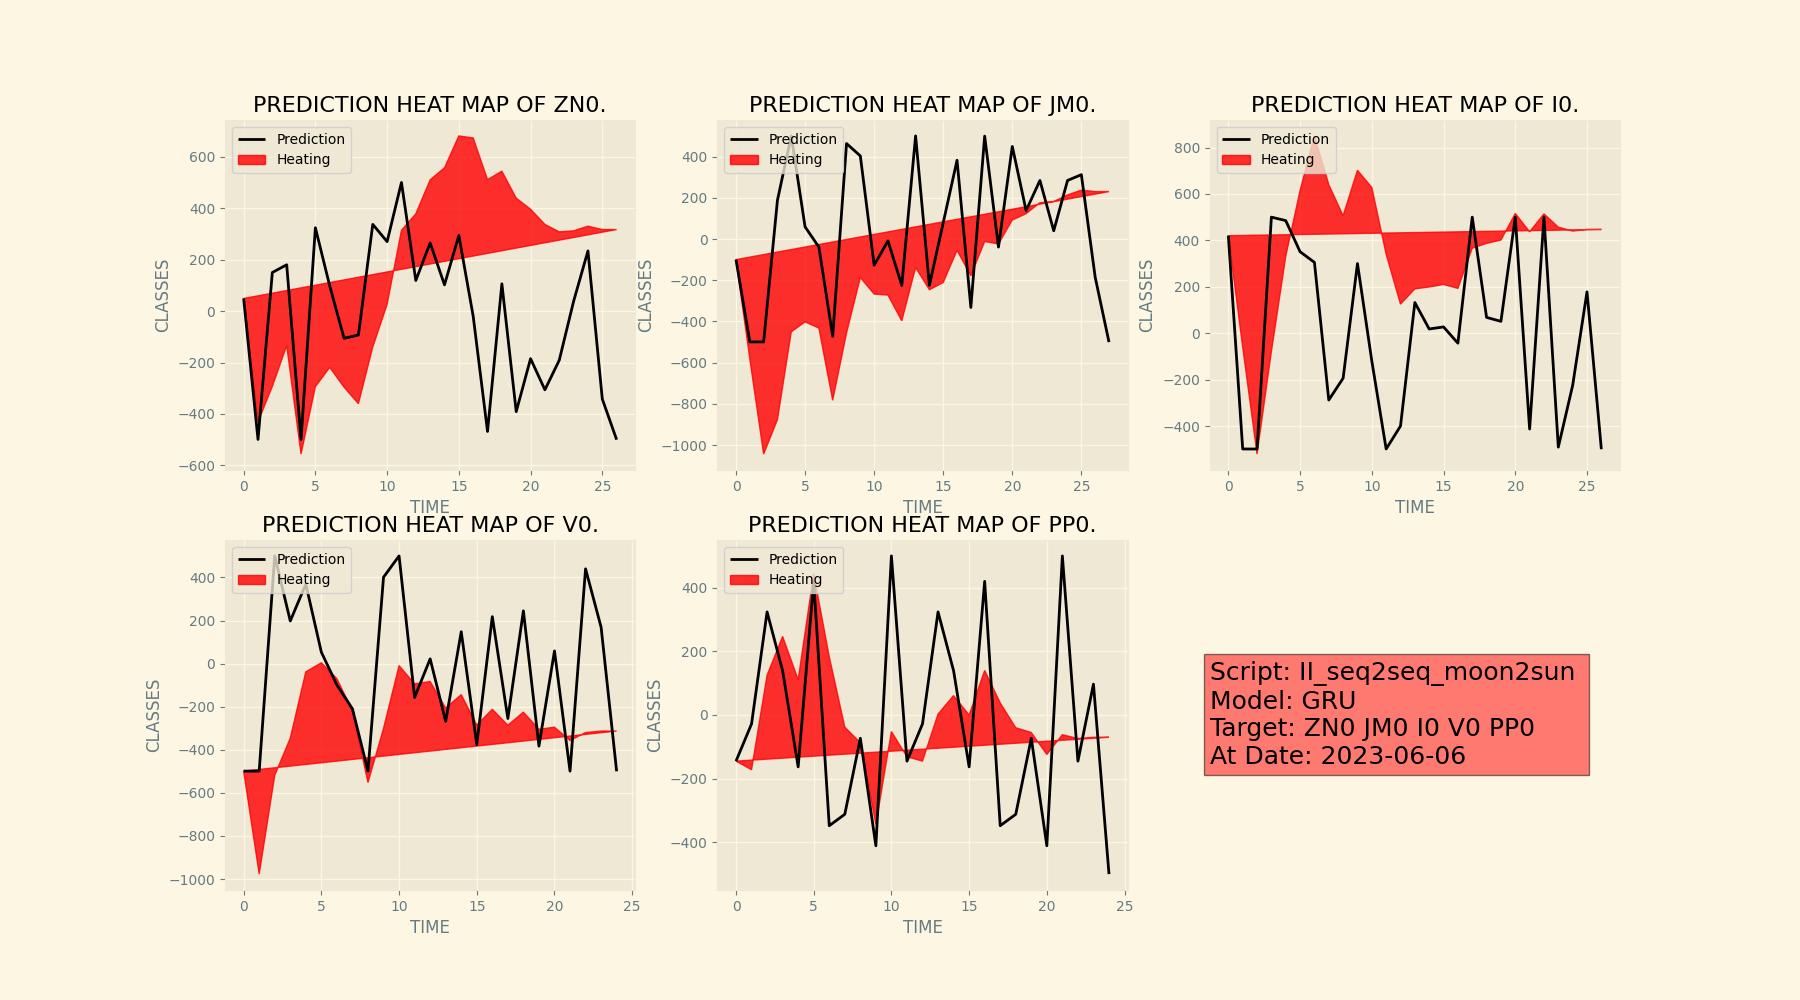 PREDICTION HEAT MAP OF ZN0.
Prediction
Heating
600
400
200
0
−200
−400
−600
CLASSES
0 5 10 15 20 25
TIME
PREDICTION HEAT MAP OF JM0.
Prediction
Heating
400
200
0
−200
−400
−600
−800
−1000
CLASSES
0 5 10 15 20 25
TIME
PREDICTION HEAT MAP OF I0.
Prediction
Heating
800
600
400
200
0
−200
−400
CLASSES
0 5 10 15 20 25
TIME
PREDICTION HEAT MAP OF V0.
Prediction
Heating
400
200
0
−200
−400
−600
−800
−1000
CLASSES
0 5 10 15 20 25
TIME
PREDICTION HEAT MAP OF PP0.
Prediction
Heating
400
200
0
−200
−400
CLASSES
0 5 10 15 20 25
TIME
Script: II_seq2seq_moon2sun
Model: GRU
Target: ZN0 JM0 I0 V0 PP0
At Date: 2023-06-06